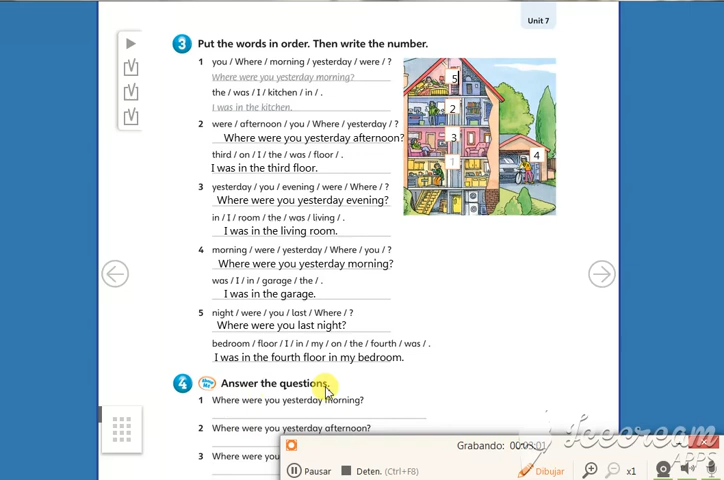 Unit 7
3 Put the words in order. Then write the number.
1 you / Where / morning / yesterday / were / ?
Where were you yesterday morning?
the / was / I / kitchen / in / .
I was in the kitchen.
2 were / afternoon / you / Where / yesterday / ?
Where were you yesterday afternoon?
third / on / I / the / was / floor / .
I was in the third floor.
3 yesterday / you / evening / were / Where / ?
Where were you yesterday evening?
in / I / room / the / was / living / .
I was in the living room.
4 morning / were / yesterday / Where / you / ?
Where were you yesterday morning?
was / I / in / garage / the / .
I was in the garage.
5 night / were / you / last / Where / ?
Where were you last night?
bedroom / floor / I / in / my / on / the / fourth / was / .
I was in the fourth floor in my bedroom.
5
2
3
1
4
4 Answer the questions.
1 Where were you yesterday morning?
2 Where were you yesterday afternoon?
3 Where were you
Grabando: 00:03:01
Pausar
Deten. (Ctrl+F8)
Dibujar
x1
Icecream
APPS